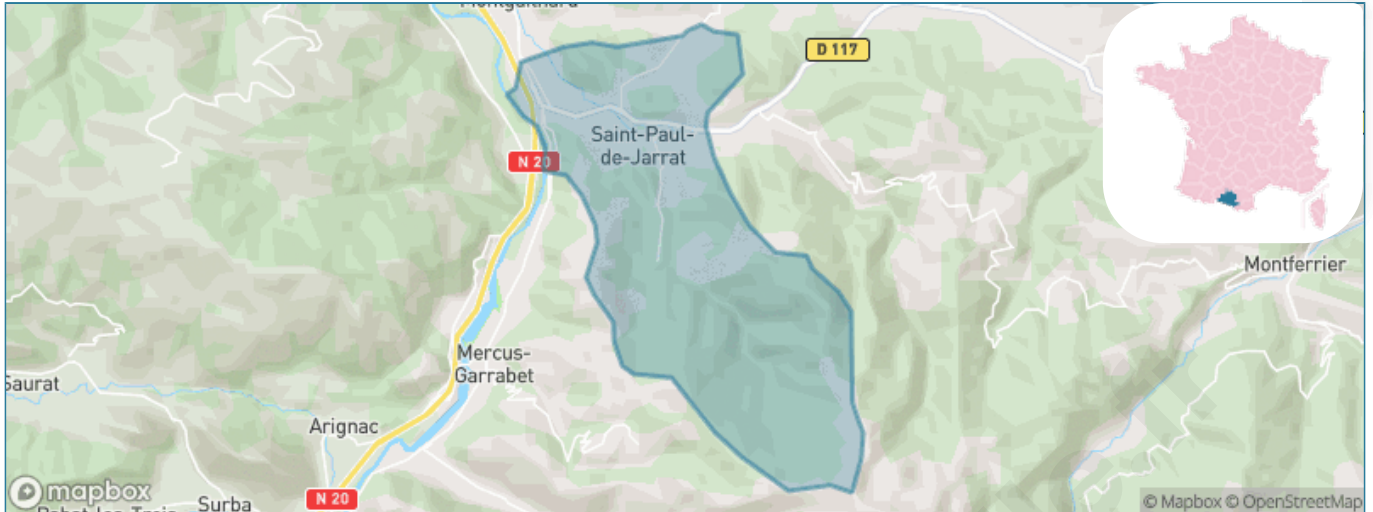 D 117
Saint-Paul-
de-Jarrat
N 20
Montferrier
Mercus-
Garrabet
Saurat
Arignac
mapbox
N 20
Surba
© Mapbox © OpenStreetMap